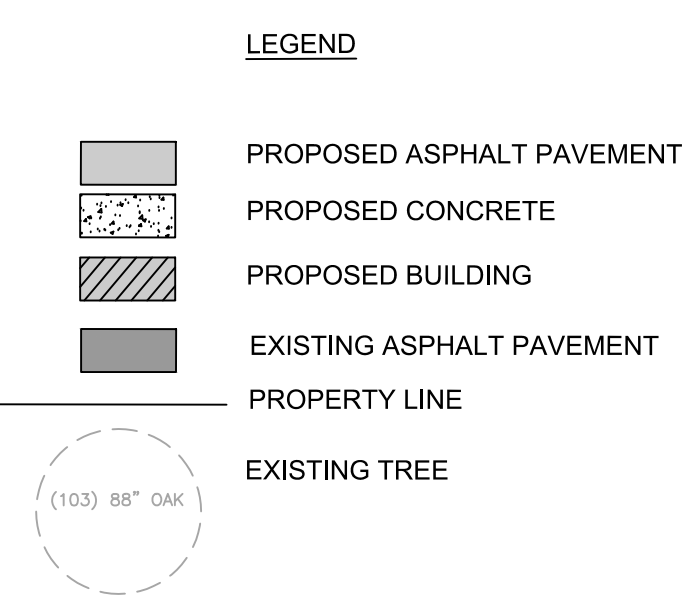 LEGEND
PROPOSED ASPHALT PAVEMENT
PROPOSED CONCRETE
PROPOSED BUILDING
EXISTING ASPHALT PAVEMENT
PROPERTY LINE
(103) 88" OAK
EXISTING TREE